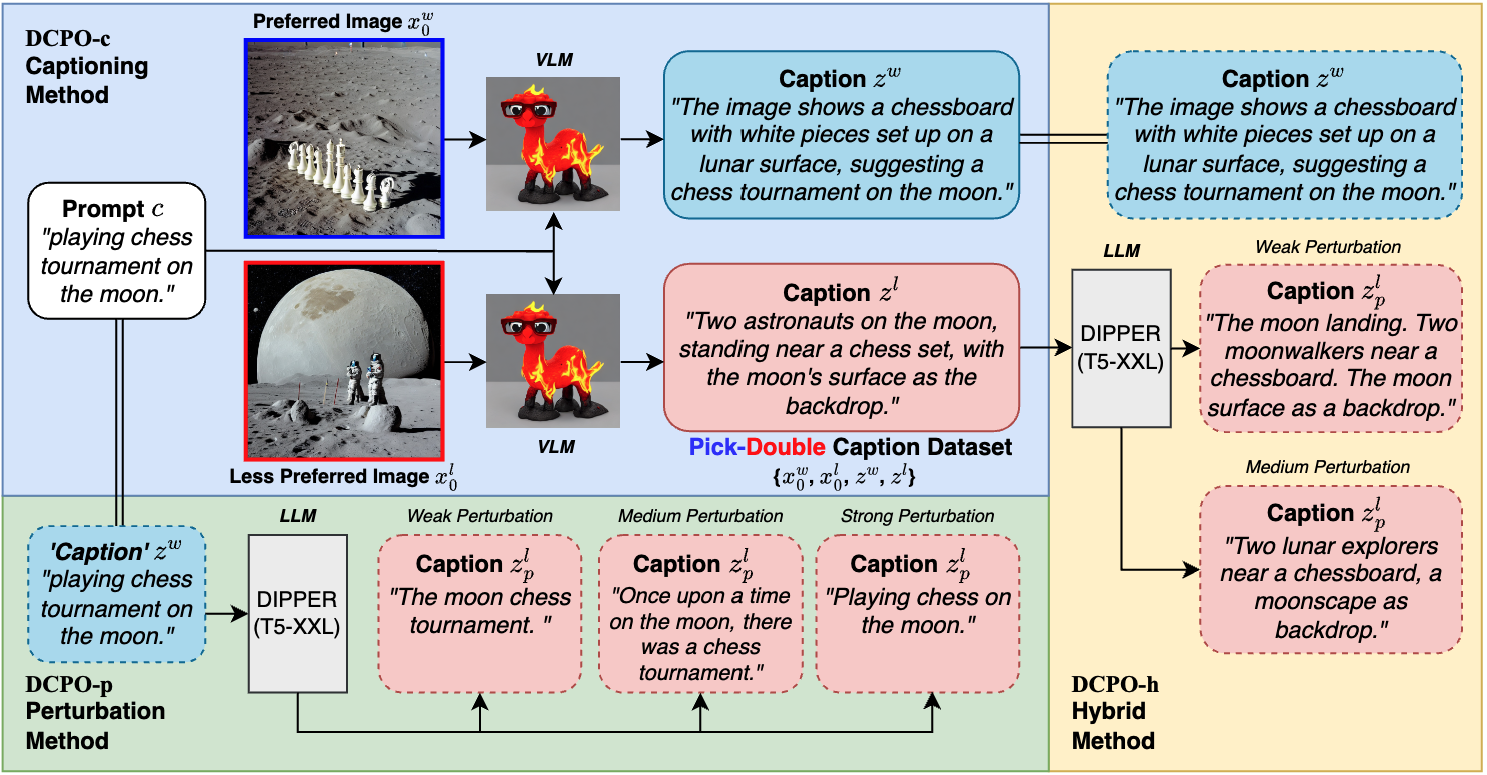 DCPO-c
Captioning
Method
Preferred Image $x_0^w$
VLM
Caption $z^w$
"The image shows a chessboard
with white pieces set up on a
lunar surface, suggesting a
chess tournament on the moon."
Caption $z^w$
"The image shows a chessboard
with white pieces set up on a
lunar surface, suggesting a
chess tournament on the moon."
Prompt $c$
"playing chess
tournament on
the moon."
Less Preferred Image $x_0^l$
VLM
Caption $z^l$
"Two astronauts on the moon,
standing near a chess set, with
the moon's surface as the
backdrop."
Pick-Double Caption Dataset
{$x_0^w$, $x_0^l$, $z^w$, $z^l$}
LLM
DIPPER
(T5-XXL)
Weak Perturbation
Caption $z_p^l$
"The moon landing. Two
moonwalkers near a
chessboard. The moon
surface as a backdrop."
Medium Perturbation
Caption $z_p^l$
"Two lunar explorers
near a chessboard, a
moonscape as
backdrop."
DCPO-h
Hybrid
Method
'Caption' $z^w$
"playing chess
tournament on
the moon."
DCPO-p
Perturbation
Method
LLM
DIPPER
(T5-XXL)
Weak Perturbation
Caption $z_p^l$
"The moon chess
tournament. "
Medium Perturbation
Caption $z_p^l$
"Once upon a time
on the moon, there
was a chess
tournament."
Strong Perturbation
Caption $z_p^l$
"Playing chess on
the moon."